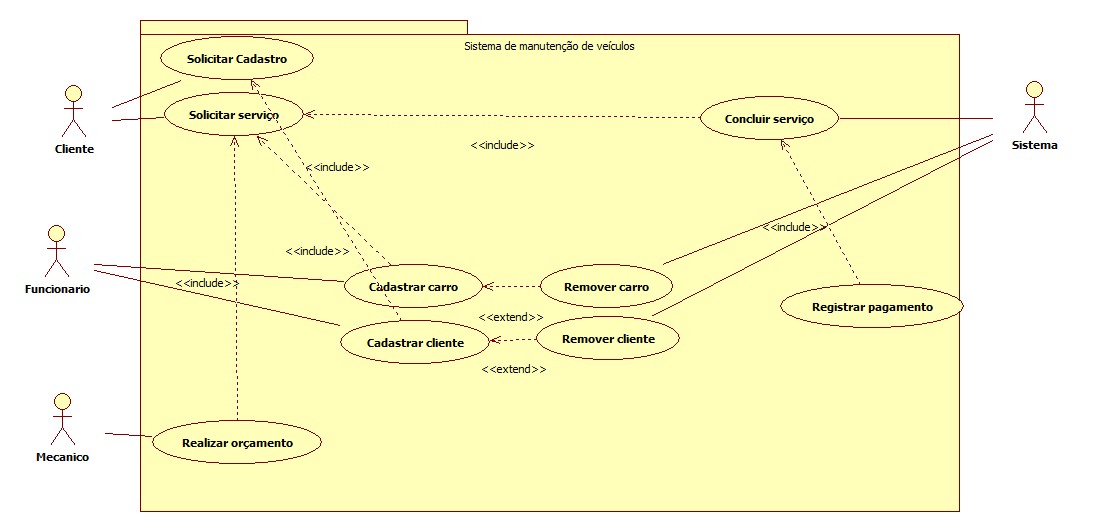 Sistema de manutenção de veículos
Solicitar Cadastro
Solicitar serviço
Concluir serviço
Cliente
Sistema
<<include>>
<<include>>
<<include>>
<<include>>
<<include>>
Funcionario
Cadastrar carro
Remover carro
Registrar pagamento
<<extend>>
Cadastrar cliente
Remover cliente
<<extend>>
Realizar orçamento
Mecanico